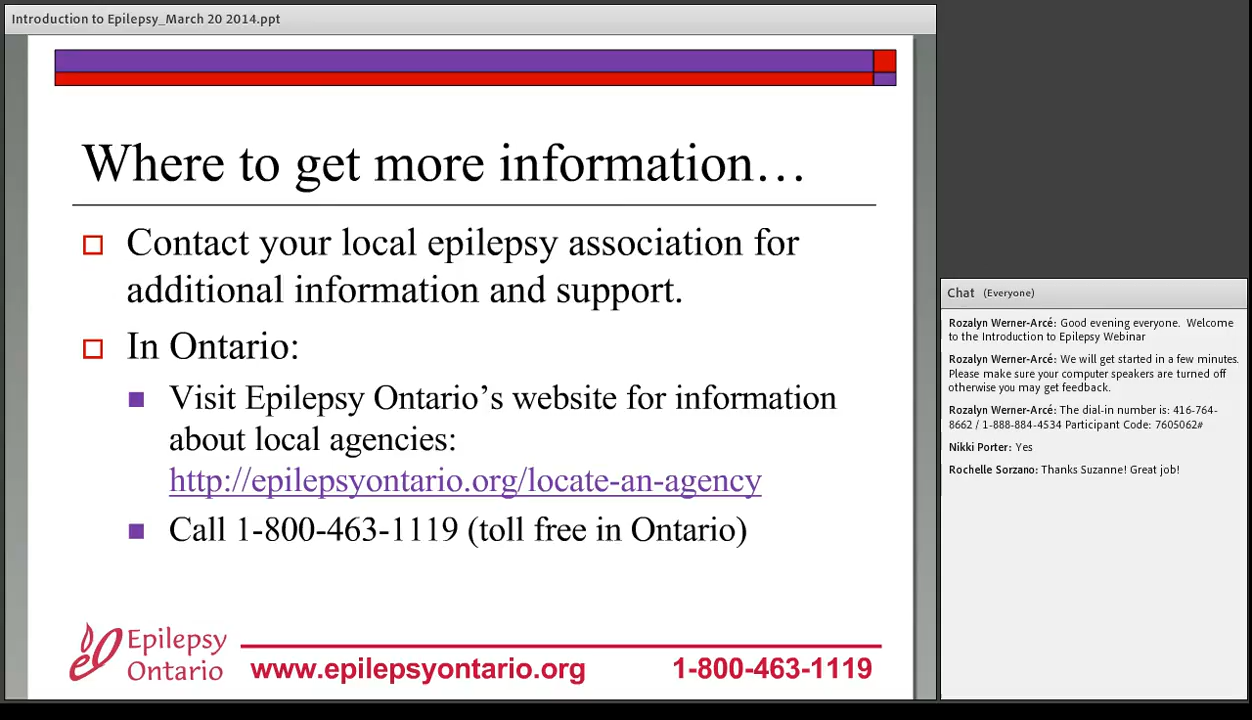 Introduction to Epilepsy_March 20 2014.ppt
Where to get more information…
Contact your local epilepsy association for
additional information and support.
In Ontario:
Visit Epilepsy Ontario’s website for information
about local agencies:
http://epilepsyontario.org/locate-an-agency
Call 1-800-463-1119 (toll free in Ontario)
Epilepsy
Ontario
www.epilepsyontario.org 1-800-463-1119
Chat (Everyone)
Rozalyn Werner-Arcé: Good evening everyone. Welcome
to the Introduction to Epilepsy Webinar
Rozalyn Werner-Arcé: We will get started in a few minutes.
Please make sure your computer speakers are turned off
otherwise you may get feedback.
Rozalyn Werner-Arcé: The dial-in number is: 416-764-
8662 / 1-888-884-4534 Participant Code: 7605062#
Nikki Porter: Yes
Rochelle Sorzano: Thanks Suzanne! Great job!